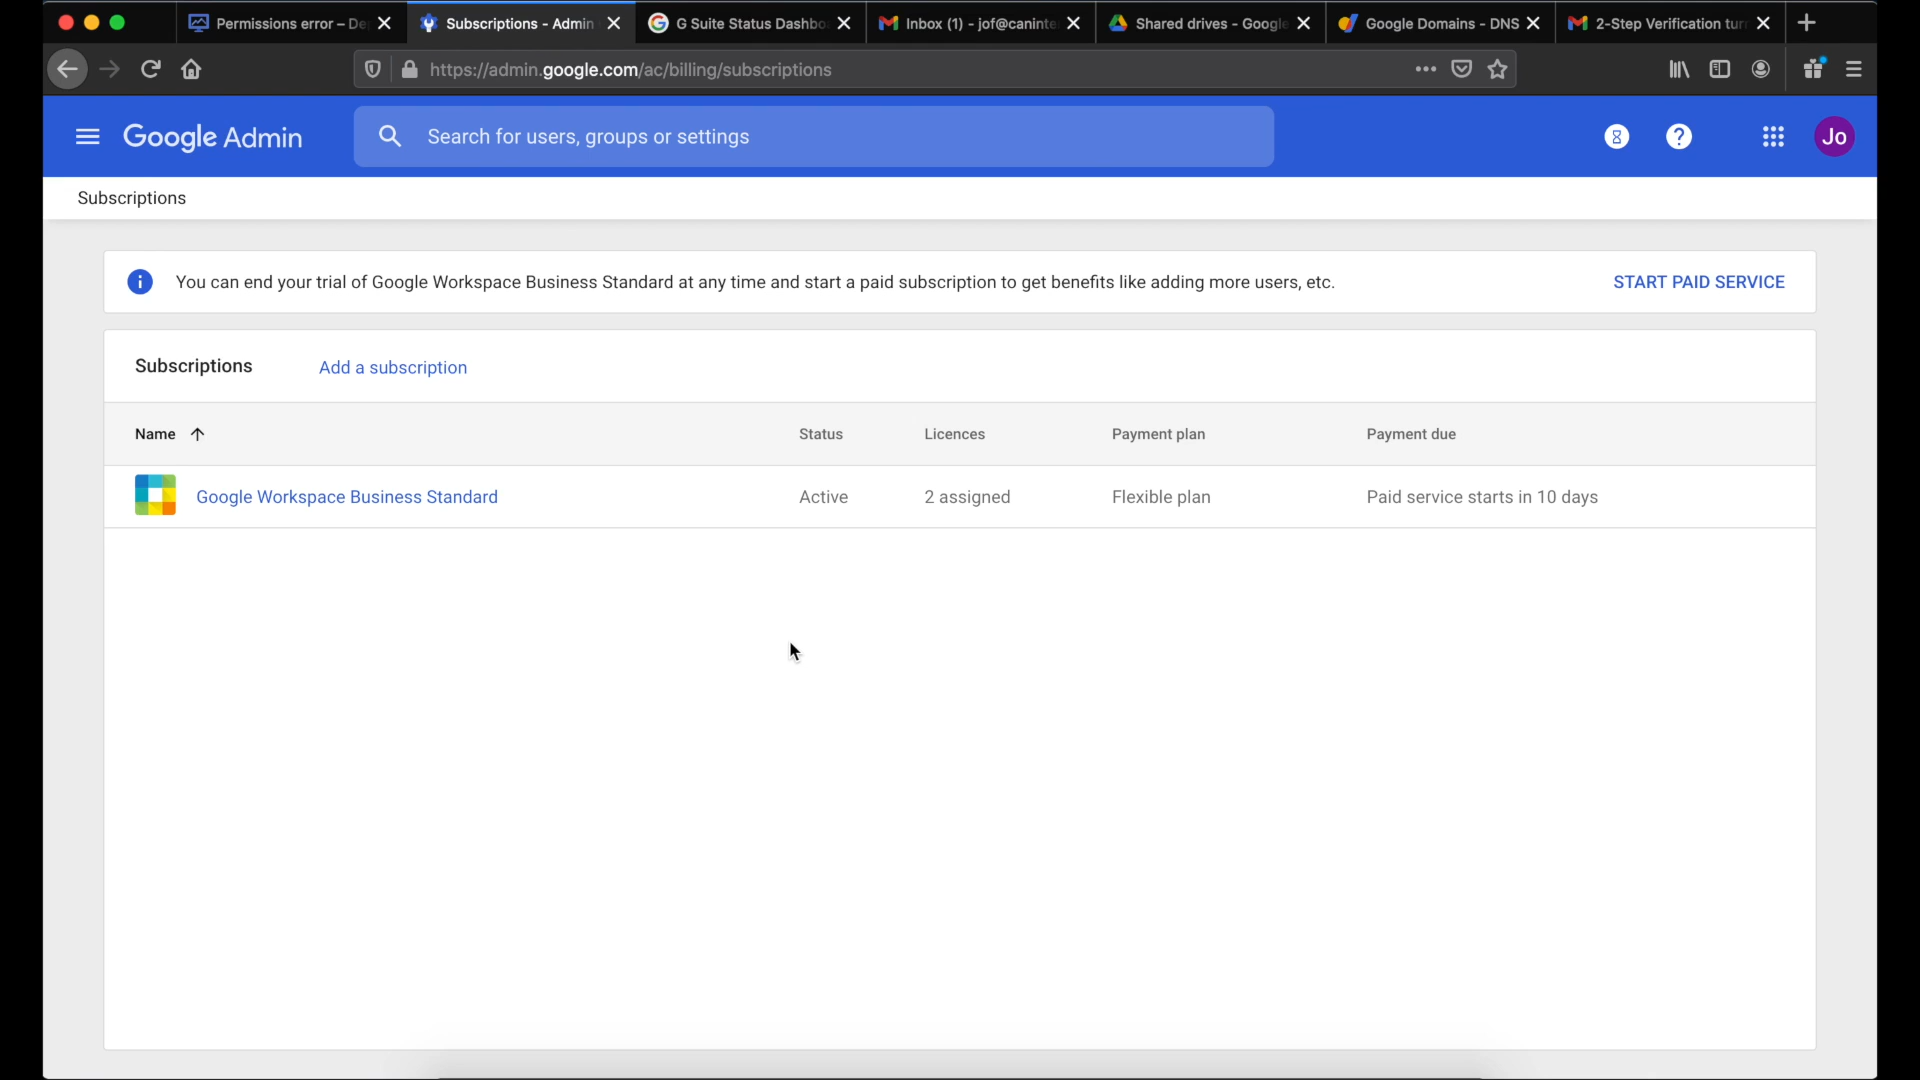 Permissions error – De
Subscriptions - Admin
G Suite Status Dashbo
Inbox (1) - jof@caninte
Shared drives - Google
Google Domains - DNS
2-Step Verification tur
https://admin.google.com/ac/billing/subscriptions
Google Admin
Search for users, groups or settings
Jo
Subscriptions
You can end your trial of Google Workspace Business Standard at any time and start a paid subscription to get benefits like adding more users, etc.
START PAID SERVICE
Subscriptions
Add a subscription
Name
Status
Licences
Payment plan
Payment due
Google Workspace Business Standard
Active
2 assigned
Flexible plan
Paid service starts in 10 days